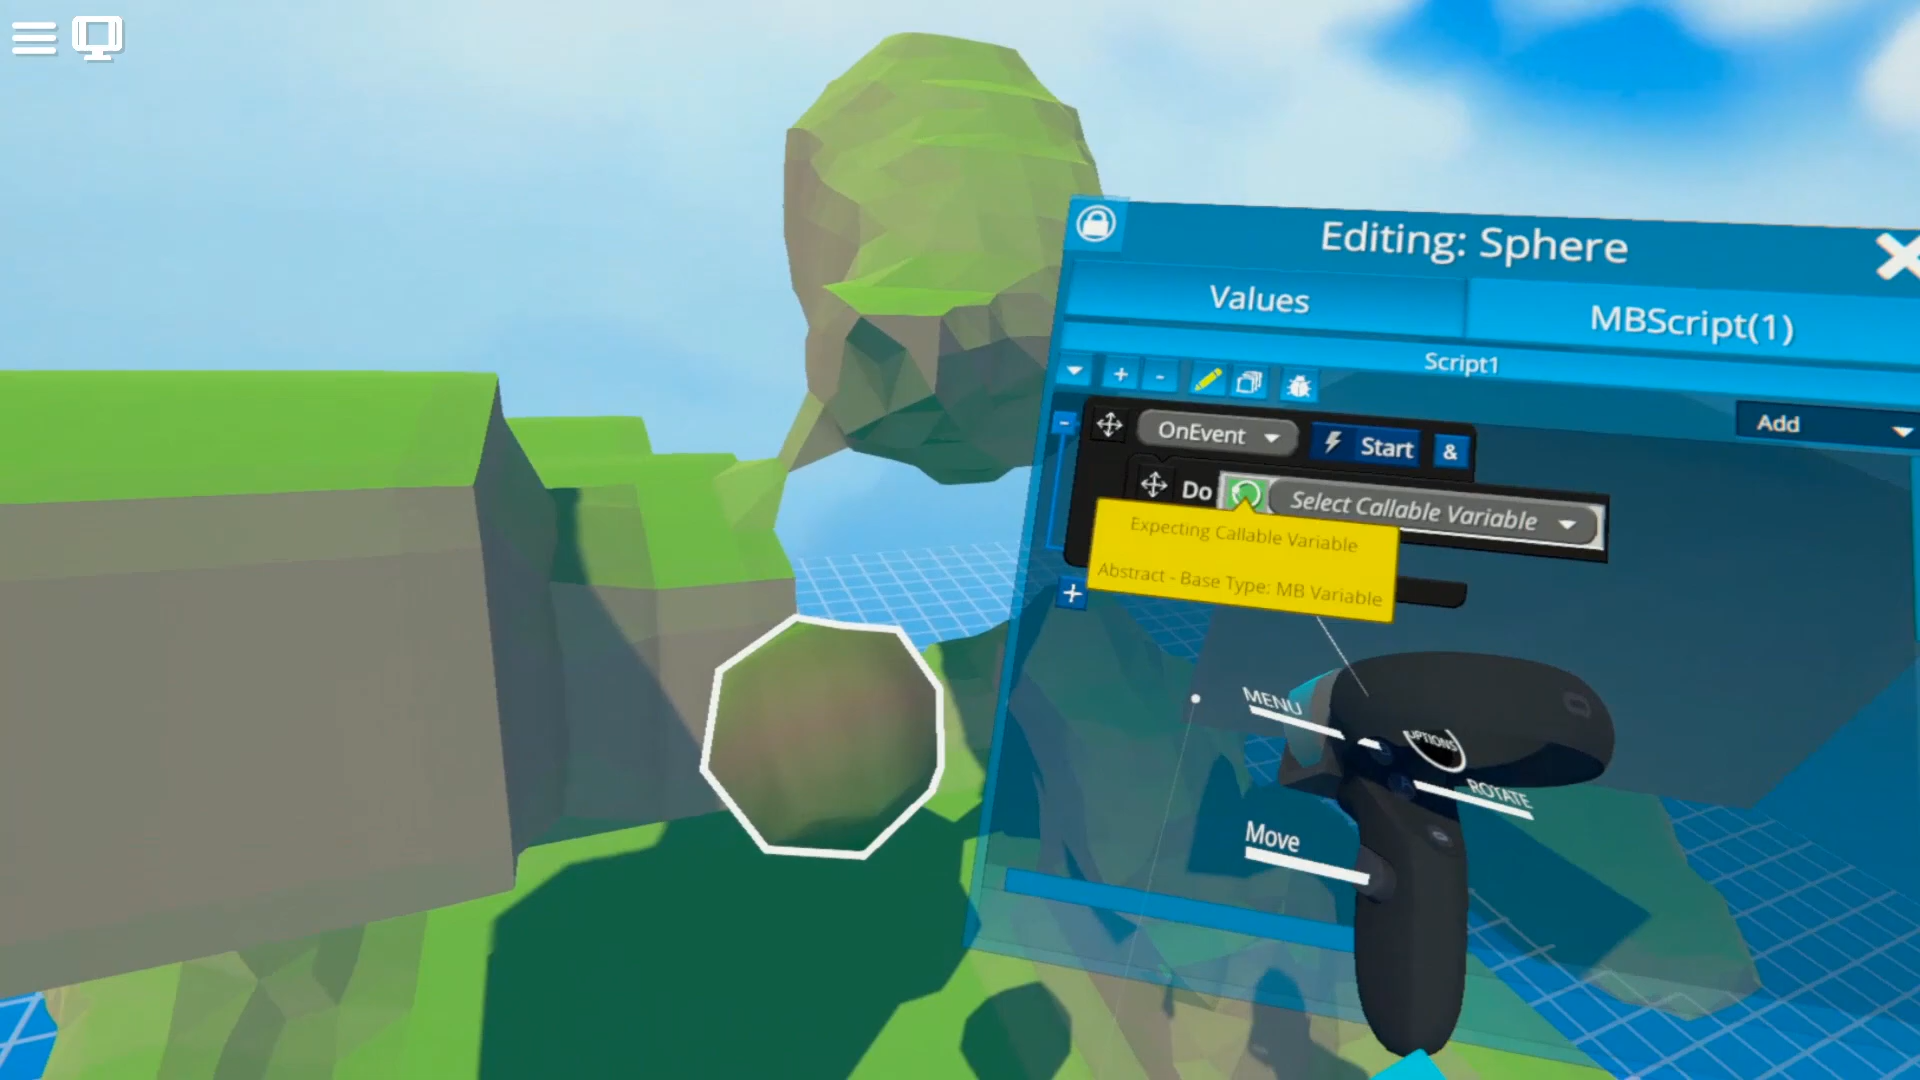 Editing: Sphere
Values
MBScript(1)
Script1
Add
OnEvent
Start
&
Do
Select Callable Variable
Expecting Callable Variable
Abstract - Base Type: MB Variable
MENU
OPTIONS
ROTATE
Move